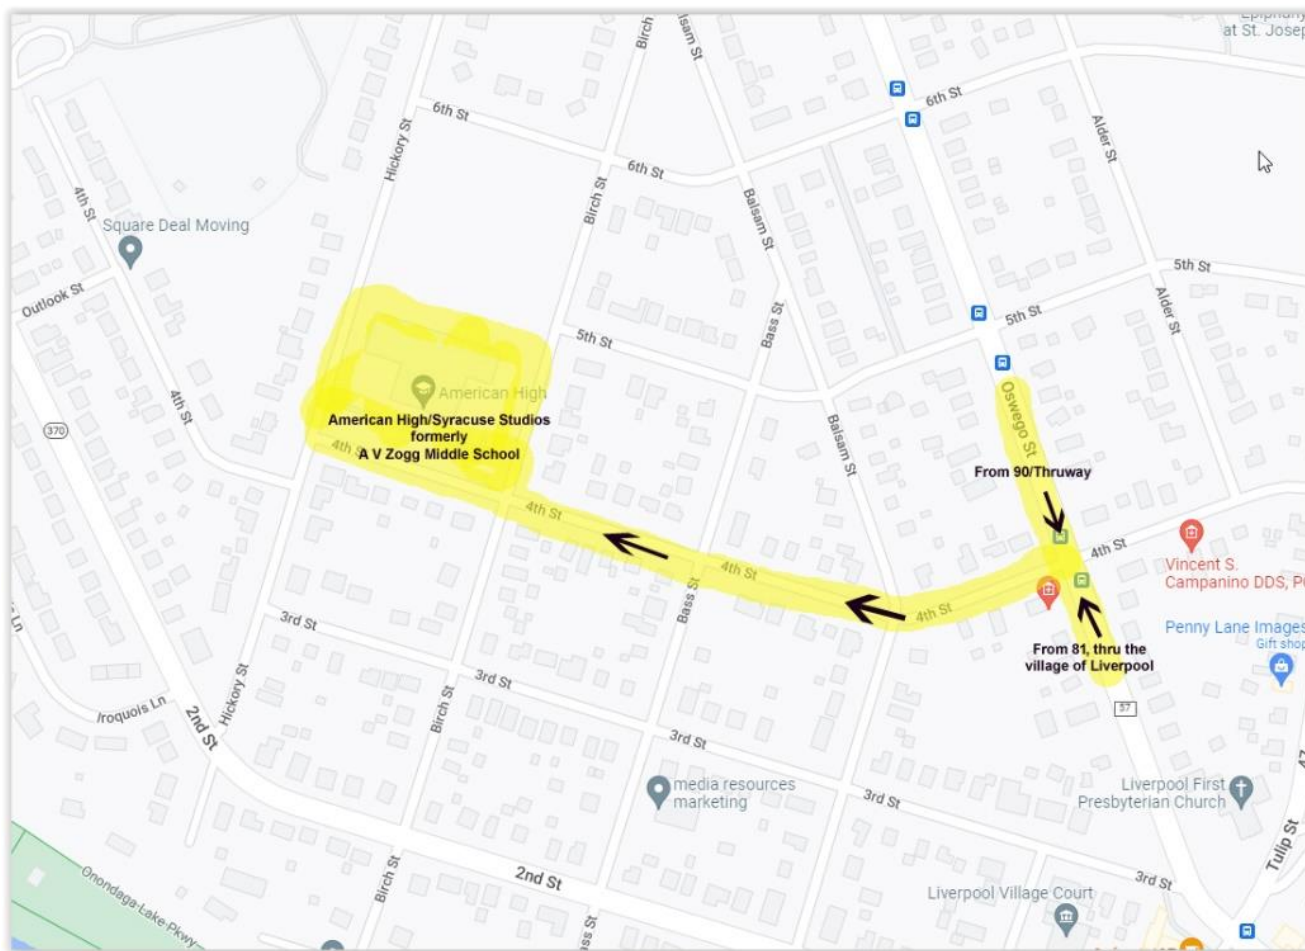 Epiphany
at St. Josep
Birch
Balsam St
6th St
6th St
6th St
Hickory St
Birch St
Balsam St
Alder St
4th St
Square Deal Moving
Outlook St
5th St
5th St
5th St
Bass St
Alder St
American High
American High/Syracuse Studios
formerly
A V Zogg Middle School
4th St
4th St
370
Balsam St
Oswego St
From 90/Thruway
4th St
4th St
4th St
4th St
Vincent S.
Campanino DDS, P
Penny Lane Images
Gift shop
From 81, thru the
village of Liverpool
57
Bass St
3rd St
3rd St
3rd St
3rd St
Hickory St
Birch St
Iroquois Ln
Ln
2nd St
media resources
marketing
Liverpool First
Presbyterian Church
Tulip St
Liverpool Village Court
2nd St
Birch St
ass St
Onondaga-Lake-Pkwy